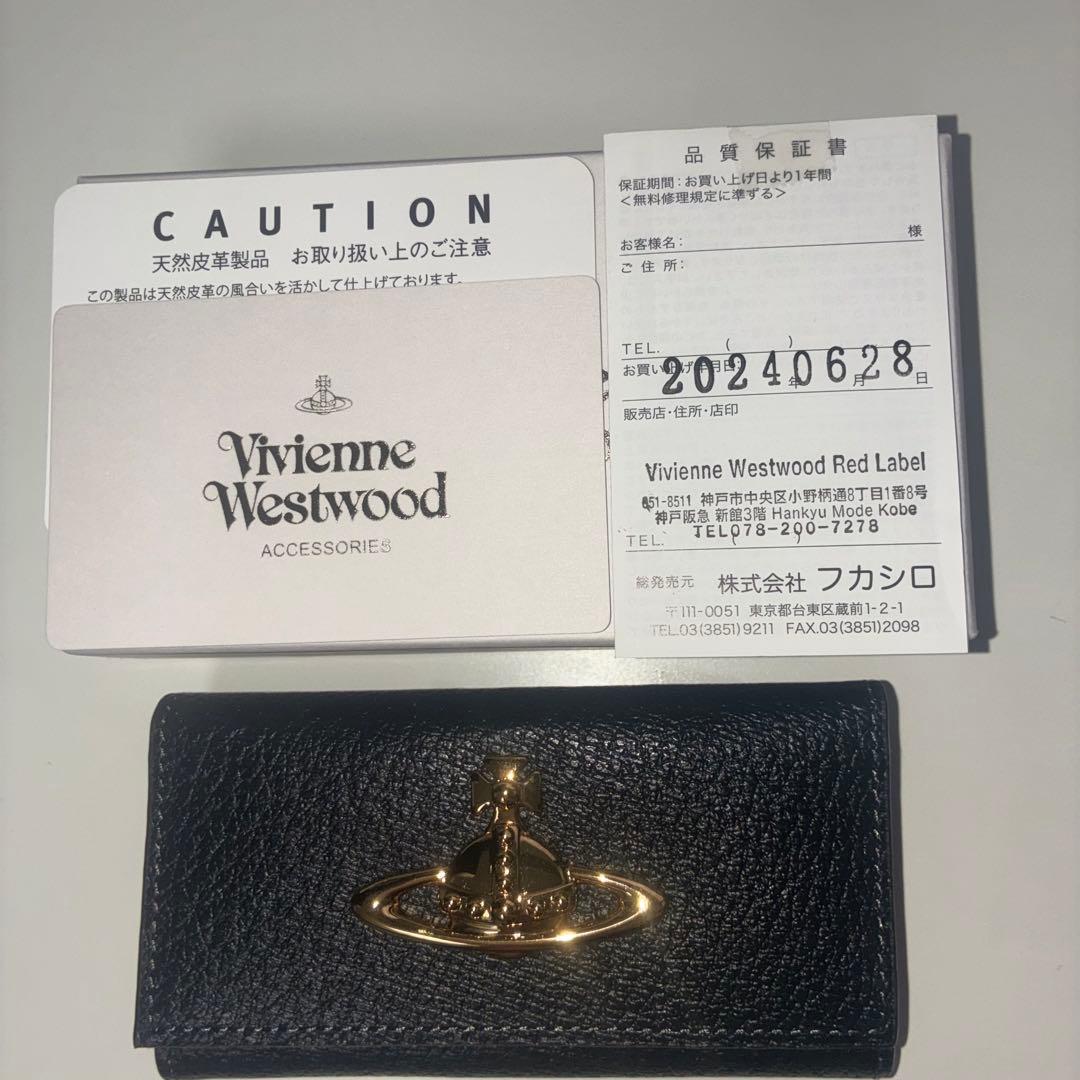 CAUTION
天然皮革製品 お取り扱い上のご注意
この製品は天然皮革の風合いを活かして仕上げております。
Vivienne
Westwood
ACCESSORIES
品質保証書
保証期間：お買い上げ日より1年間
＜無料修理規定に準ずる＞
お客様名： 様
ご住所：
TEL. ( )
お買い上げ年月日： 20240628 年 月 日
販売店・住所・店印
Vivienne Westwood Red Label
651-8511 神戸市中央区小野柄通8丁目1番8号
神戸阪急 新館3階 Hankyu Mode Kobe
TEL078-200-7278
TEL. ( )
総発売元 株式会社 フカシロ
〒111-0051 東京都台東区蔵前1-2-1
TEL.03(3851)9211 FAX.03(3851)2098